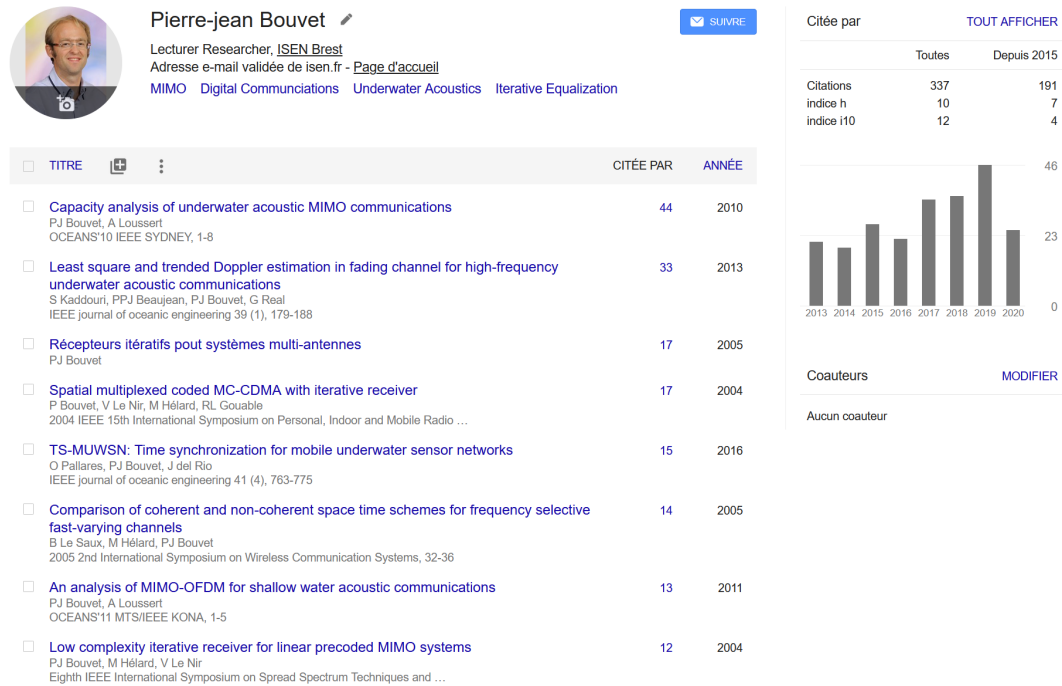 Pierre-jean Bouvet
SUIVRE
Lecturer Researcher, ISEN Brest
Adresse e-mail validée de isen.fr - Page d'accueil
MIMO Digital Communciations Underwater Acoustics Iterative Equalization
TITRE CITÉE PAR ANNÉE
Capacity analysis of underwater acoustic MIMO communications 44 2010
PJ Bouvet, A Loussert
OCEANS'10 IEEE SYDNEY, 1-8
Least square and trended Doppler estimation in fading channel for high-frequency 33 2013
underwater acoustic communications
S Kaddouri, PPJ Beaujean, PJ Bouvet, G Real
IEEE journal of oceanic engineering 39 (1), 179-188
Récepteurs itératifs pout systèmes multi-antennes 17 2005
PJ Bouvet
Spatial multiplexed coded MC-CDMA with iterative receiver 17 2004
P Bouvet, V Le Nir, M Hélard, RL Gouable
2004 IEEE 15th International Symposium on Personal, Indoor and Mobile Radio …
TS-MUWSN: Time synchronization for mobile underwater sensor networks 15 2016
O Pallares, PJ Bouvet, J del Rio
IEEE journal of oceanic engineering 41 (4), 763-775
Comparison of coherent and non-coherent space time schemes for frequency selective 14 2005
fast-varying channels
B Le Saux, M Hélard, PJ Bouvet
2005 2nd International Symposium on Wireless Communication Systems, 32-36
An analysis of MIMO-OFDM for shallow water acoustic communications 13 2011
PJ Bouvet, A Loussert
OCEANS'11 MTS/IEEE KONA, 1-5
Low complexity iterative receiver for linear precoded MIMO systems 12 2004
PJ Bouvet, M Hélard, V Le Nir
Eighth IEEE International Symposium on Spread Spectrum Techniques and …
Citée par TOUT AFFICHER
Toutes Depuis 2015
Citations 337 191
indice h 10 7
indice i10 12 4
46
23
0
2013 2014 2015 2016 2017 2018 2019 2020
Coauteurs MODIFIER
Aucun coauteur